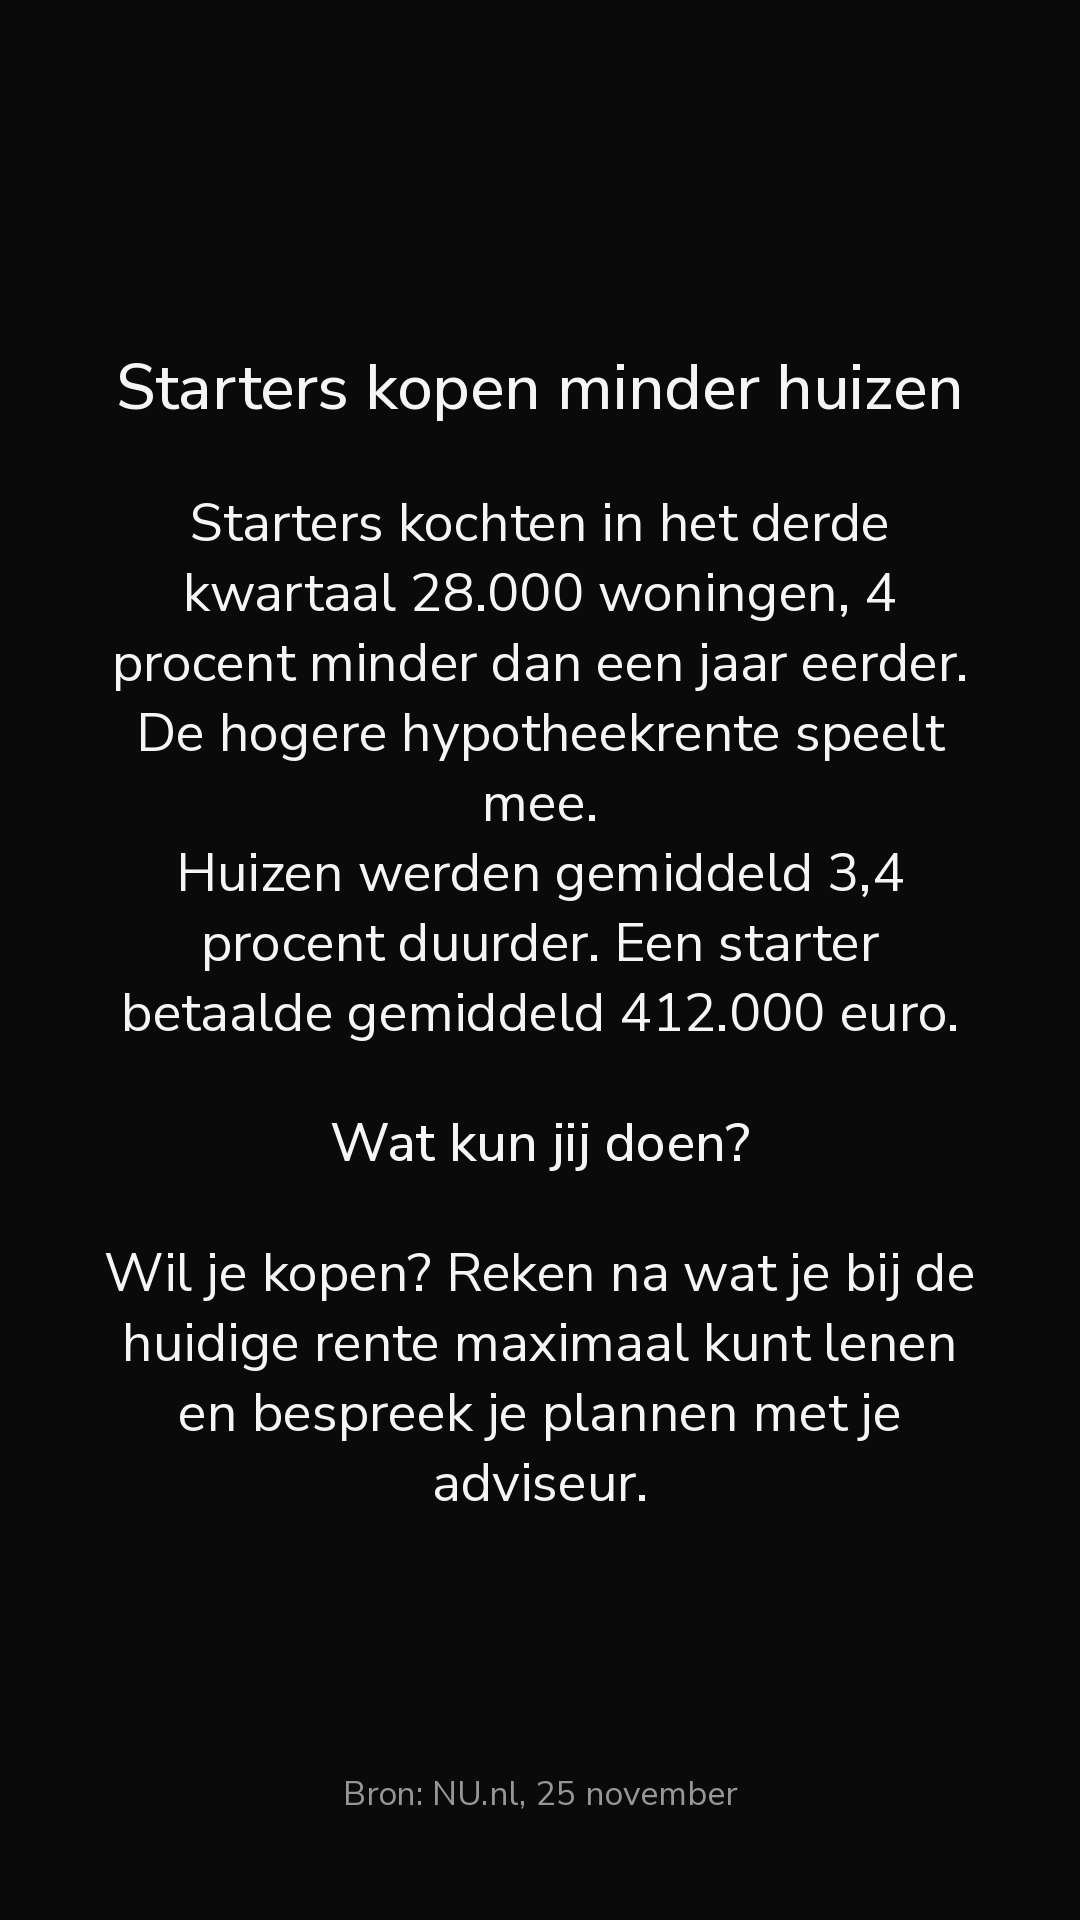 Starters kopen minder huizen
Starters kochten in het derde
kwartaal 28.000 woningen, 4
procent minder dan een jaar eerder.
De hogere hypotheekrente speelt
mee.
Huizen werden gemiddeld 3,4
procent duurder. Een starter
betaalde gemiddeld 412.000 euro.
Wat kun jij doen?
Wil je kopen? Reken na wat je bij de
huidige rente maximaal kunt lenen
en bespreek je plannen met je
adviseur.
Bron: NU.nl, 25 november